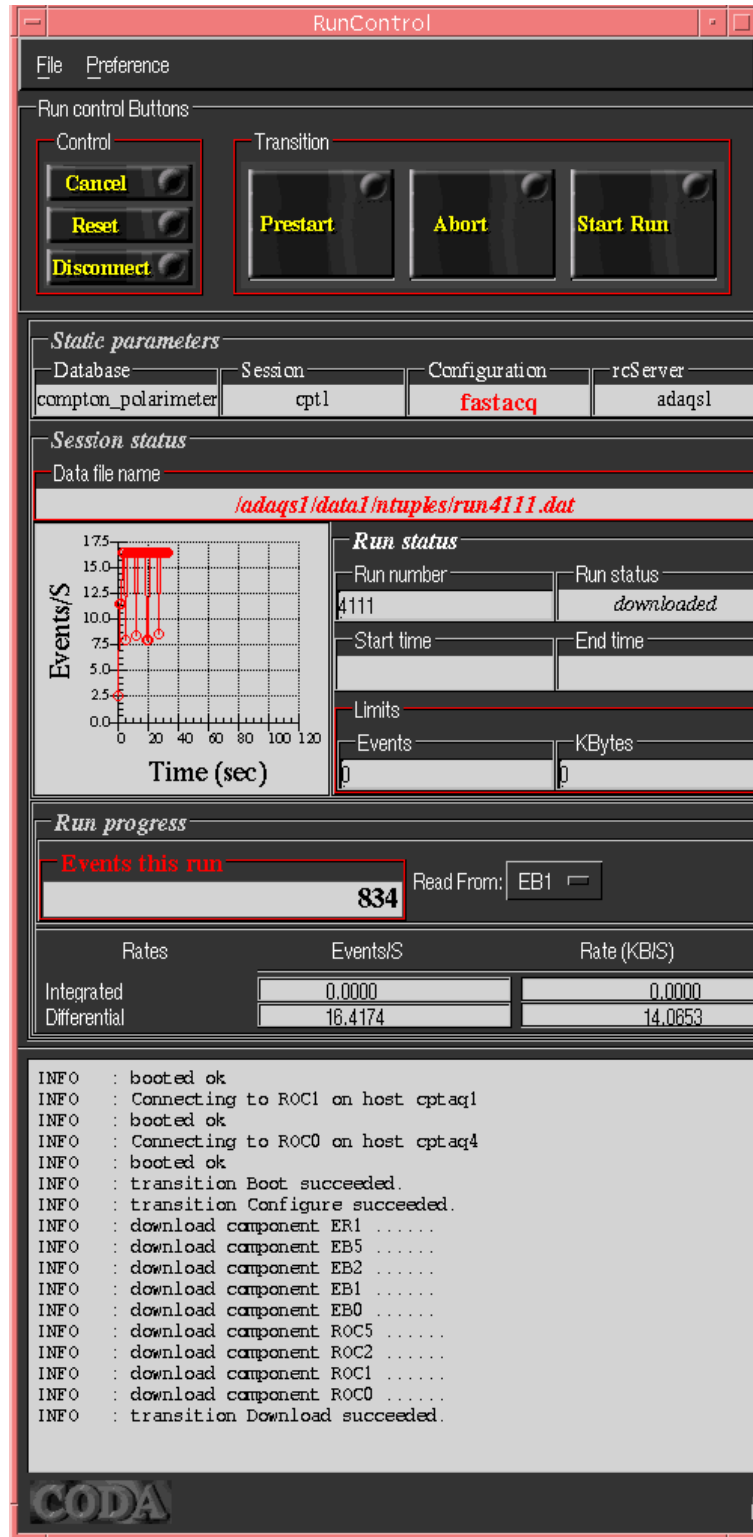 RunControl
File Preference
Run control Buttons
Control Transition
Cancel
Reset
Disconnect
Prestart Abort Start Run
Static parameters
Database Session Configuration rcServer
compton_polarimeter cpt1 fastacq adaqs1
Session status
Data file name
/adaqs1/data1/ntuples/run4111.dat
17.5
15.0
12.5
10.0
7.5
5.0
2.5
0.0
Events/S
0 20 40 60 80 100 120
Time (sec)
Run status
Run number Run status
4111 downloaded
Start time End time
Limits
Events KBytes
0 0
Run progress
Events this run
834
Read From: EB1
Rates Events/S Rate (KB/S)
Integrated 0.0000 0.0000
Differential 16.4174 14.0653
INFO : booted ok
INFO : Connecting to ROC1 on host cptaq1
INFO : booted ok
INFO : Connecting to ROC0 on host cptaq4
INFO : booted ok
INFO : transition Boot succeeded.
INFO : transition Configure succeeded.
INFO : download component ER1 ......
INFO : download component EB5 ......
INFO : download component EB2 ......
INFO : download component EB1 ......
INFO : download component EB0 ......
INFO : download component ROC5 ......
INFO : download component ROC2 ......
INFO : download component ROC1 ......
INFO : download component ROC0 ......
INFO : transition Download succeeded.
CODA